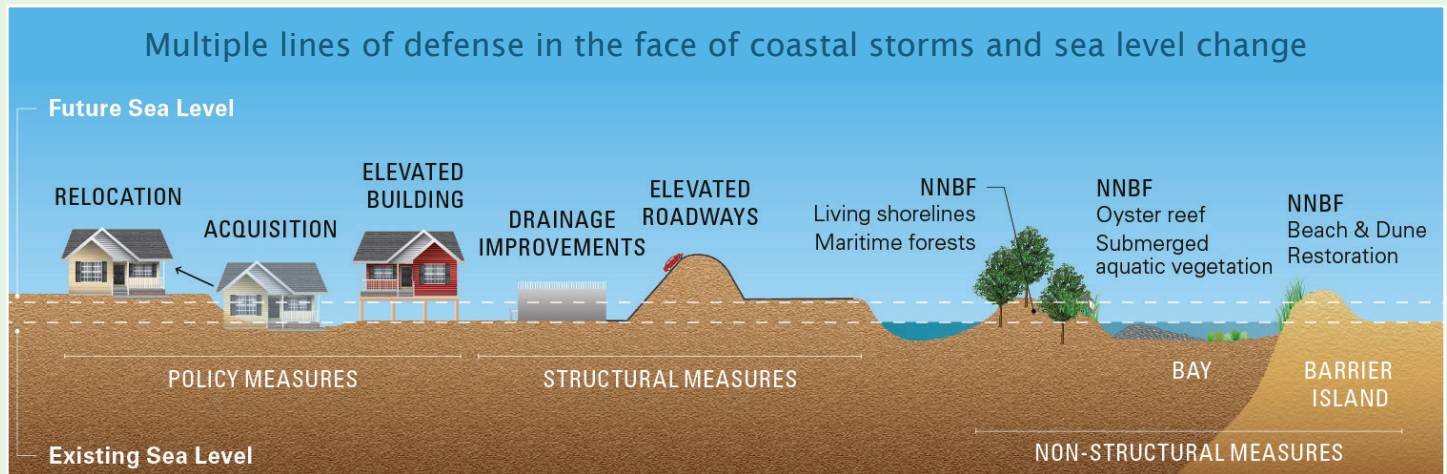 Multiple lines of defense in the face of coastal storms and sea level change
Future Sea Level
RELOCATION
ACQUISITION
ELEVATED
BUILDING
DRAINAGE
IMPROVEMENTS
ELEVATED
ROADWAYS
NNBF
Living shorelines
Maritime forests
NNBF
Oyster reef
Submerged
aquatic vegetation
NNBF
Beach & Dune
Restoration
POLICY MEASURES
STRUCTURAL MEASURES
BAY
BARRIER
ISLAND
NON-STRUCTURAL MEASURES
Existing Sea Level